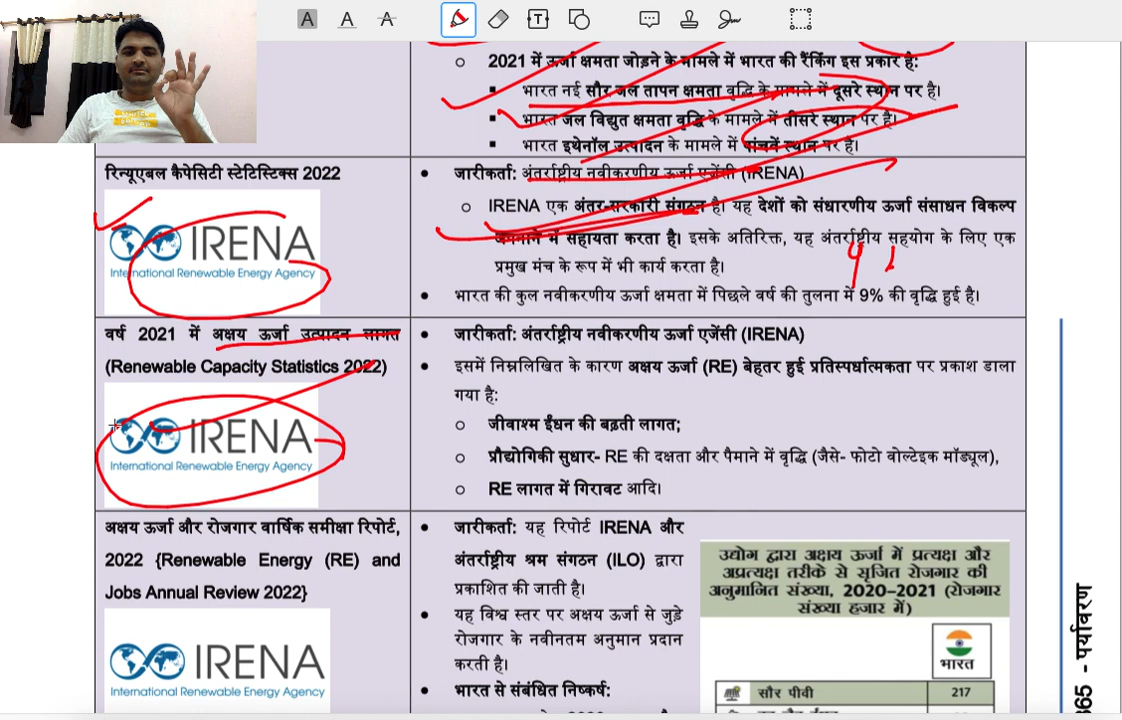 2021 में ऊर्जा क्षमता जोड़ने के मामले में भारत की रैंकिंग इस प्रकार है:
भारत नई सौर जल तापन क्षमता वृद्धि के मामले में दूसरे स्थान पर है।
भारत जल विद्युत क्षमता वृद्धि के मामले में तीसरे स्थान पर है।
भारत इथेनॉल उत्पादन के मामले में पांचवें स्थान पर है।
रिन्यूएबल कैपेसिटी स्टेटिस्टिक्स 2022
IRENA
International Renewable Energy Agency
जारीकर्ता: अंतर्राष्ट्रीय नवीकरणीय ऊर्जा एजेंसी (IRENA)
IRENA एक अंतर-सरकारी संगठन है। यह देशों को संधारणीय ऊर्जा संसाधन विकल्प
अपनाने में सहायता करता है। इसके अतिरिक्त, यह अंतर्राष्ट्रीय सहयोग के लिए एक
प्रमुख मंच के रूप में भी कार्य करता है।
भारत की कुल नवीकरणीय ऊर्जा क्षमता में पिछले वर्ष की तुलना में 9% की वृद्धि हुई है।
वर्ष 2021 में अक्षय ऊर्जा उत्पादन लागत
(Renewable Capacity Statistics 2022)
IRENA
International Renewable Energy Agency
जारीकर्ता: अंतर्राष्ट्रीय नवीकरणीय ऊर्जा एजेंसी (IRENA)
इसमें निम्नलिखित के कारण अक्षय ऊर्जा (RE) बेहतर हुई प्रतिस्पर्धात्मकता पर प्रकाश डाला
गया है:
जीवाश्म ईंधन की बढ़ती लागत;
प्रौद्योगिकी सुधार- RE की दक्षता और पैमाने में वृद्धि (जैसे- फोटो वोल्टेइक मॉड्यूल),
RE लागत में गिरावट आदि।
अक्षय ऊर्जा और रोजगार वार्षिक समीक्षा रिपोर्ट,
2022 {Renewable Energy (RE) and
Jobs Annual Review 2022}
IRENA
International Renewable Energy Agency
जारीकर्ता: यह रिपोर्ट IRENA और
अंतर्राष्ट्रीय श्रम संगठन (ILO) द्वारा
प्रकाशित की जाती है।
यह विश्व स्तर पर अक्षय ऊर्जा से जुड़े
रोजगार के नवीनतम अनुमान प्रदान
करती है।
भारत से संबंधित निष्कर्ष:
उद्योग द्वारा अक्षय ऊर्जा में प्रत्यक्ष और
अप्रत्यक्ष तरीके से सृजित रोजगार की
अनुमानित संख्या, 2020–2021 (रोजगार
संख्या हजार में)
भारत
सौर पीवी 217
365 - पर्यावरण